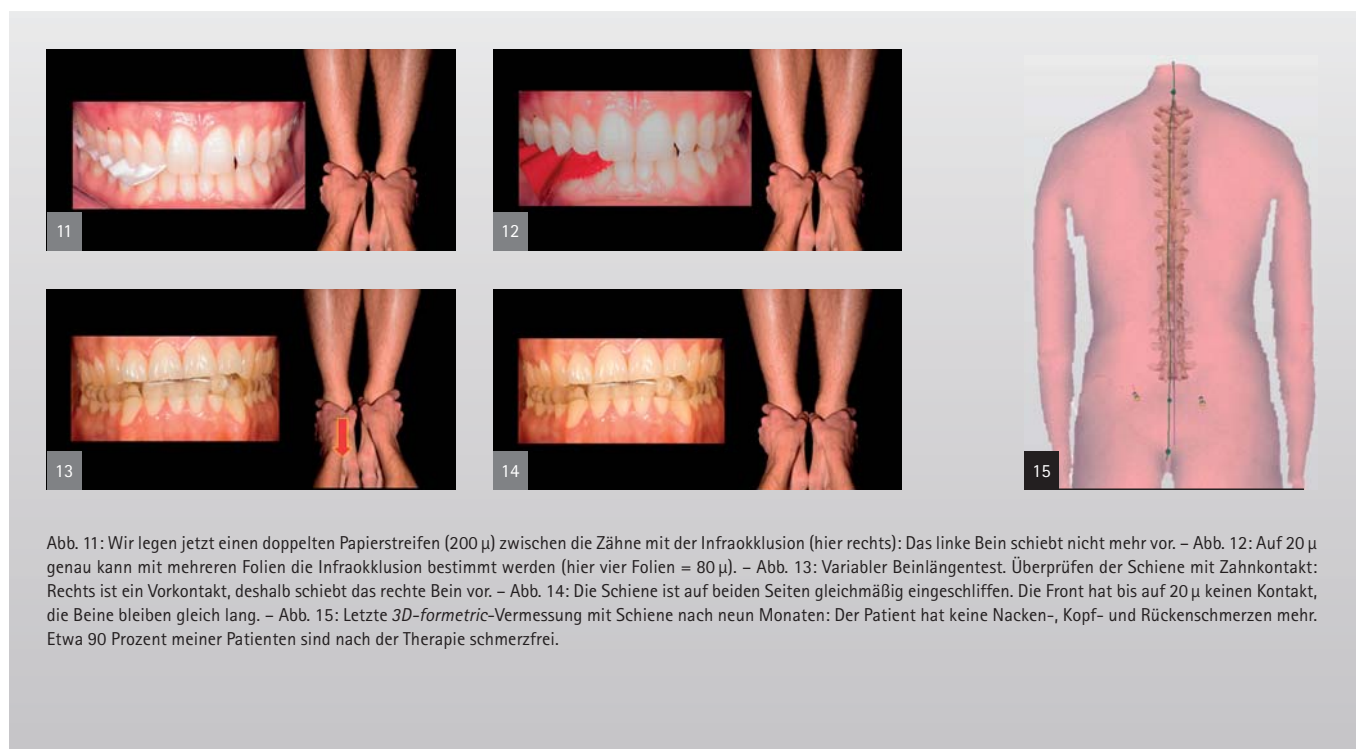 11
12
13
14
15
Abb. 11: Wir legen jetzt einen doppelten Papierstreifen (200 µ) zwischen die Zähne mit der Infraokklusion (hier rechts): Das linke Bein schiebt nicht mehr vor. – Abb. 12: Auf 20 µ
genau kann mit mehreren Folien die Infraokklusion bestimmt werden (hier vier Folien = 80 µ). – Abb. 13: Variabler Beinlängentest. Überprüfen der Schiene mit Zahnkontakt:
Rechts ist ein Vorkontakt, deshalb schiebt das rechte Bein vor. – Abb. 14: Die Schiene ist auf beiden Seiten gleichmäßig eingeschliffen. Die Front hat bis auf 20 µ keinen Kontakt,
die Beine bleiben gleich lang. – Abb. 15: Letzte 3D-formetric-Vermessung mit Schiene nach neun Monaten: Der Patient hat keine Nacken-, Kopf- und Rückenschmerzen mehr.
Etwa 90 Prozent meiner Patienten sind nach der Therapie schmerzfrei.